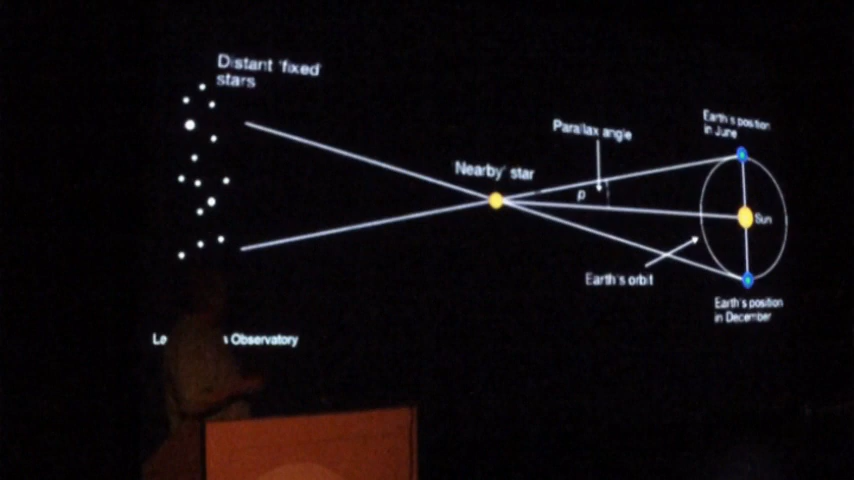 Distant 'fixed'
stars
Earth's position
in June
Parallax angle
'Nearby' star
p
Sun
Earth's orbit
Earth's position
in December
Observatory